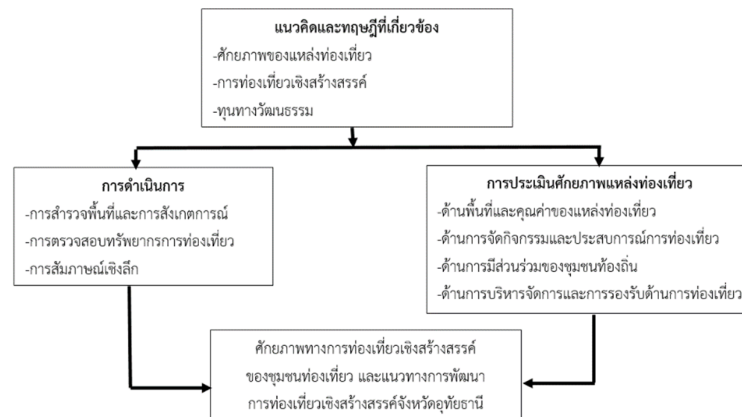 แนวคิดและทฤษฎีที่เกี่ยวข้อง
-ศักยภาพของแหล่งท่องเที่ยว
-การท่องเที่ยวเชิงสร้างสรรค์
-ทุนทางวัฒนธรรม
การดำเนินการ
-การสำรวจพื้นที่และการสังเกตการณ์
-การตรวจสอบทรัพยากรการท่องเที่ยว
-การสัมภาษณ์เชิงลึก
การประเมินศักยภาพแหล่งท่องเที่ยว
-ด้านพื้นที่และคุณค่าของแหล่งท่องเที่ยว
-ด้านการจัดกิจกรรมและประสบการณ์การท่องเที่ยว
-ด้านการมีส่วนร่วมของชุมชนท้องถิ่น
-ด้านการบริหารจัดการและการรองรับด้านการท่องเที่ยว
ศักยภาพทางการท่องเที่ยวเชิงสร้างสรรค์
ของชุมชนท่องเที่ยว และแนวทางการพัฒนา
การท่องเที่ยวเชิงสร้างสรรค์จังหวัดอุทัยธานี